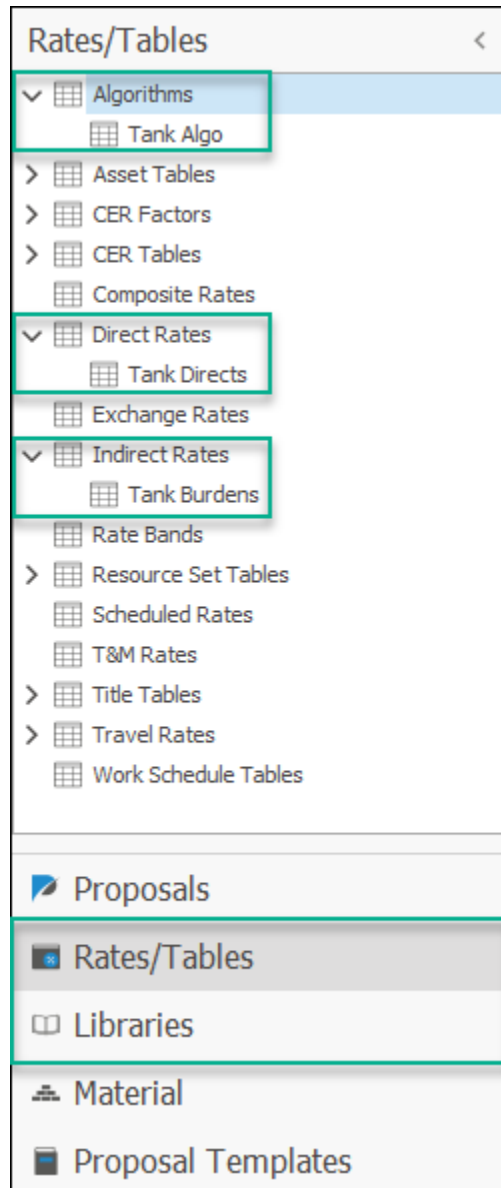 Rates/Tables
Algorithms
Tank Algo
Asset Tables
CER Factors
CER Tables
Composite Rates
Direct Rates
Tank Directs
Exchange Rates
Indirect Rates
Tank Burdens
Rate Bands
Resource Set Tables
Scheduled Rates
T&M Rates
Title Tables
Travel Rates
Work Schedule Tables
Proposals
Rates/Tables
Libraries
Material
Proposal Templates